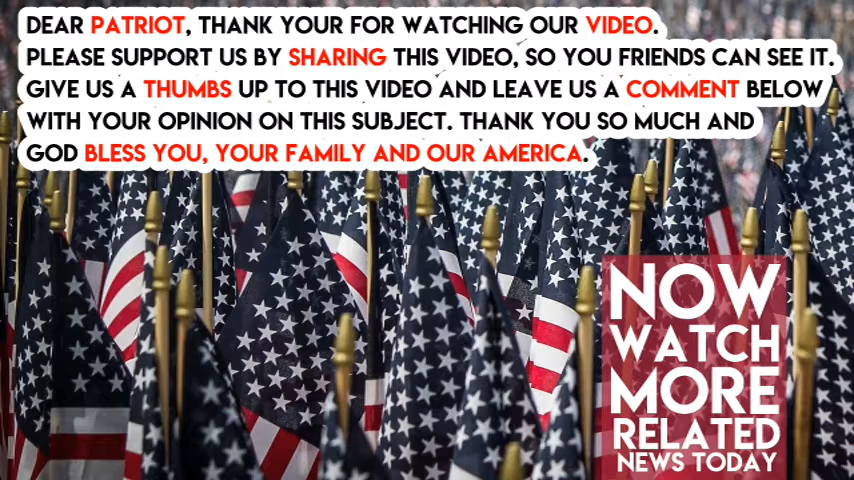 DEAR PATRIOT, THANK YOUR FOR WATCHING OUR VIDEO.
PLEASE SUPPORT US BY SHARING THIS VIDEO, SO YOU FRIENDS CAN SEE IT.
GIVE US A THUMBS UP TO THIS VIDEO AND LEAVE US A COMMENT BELOW
WITH YOUR OPINION ON THIS SUBJECT. THANK YOU SO MUCH AND
GOD BLESS YOU, YOUR FAMILY AND OUR AMERICA.
NOW
WATCH
MORE
RELATED
NEWS TODAY